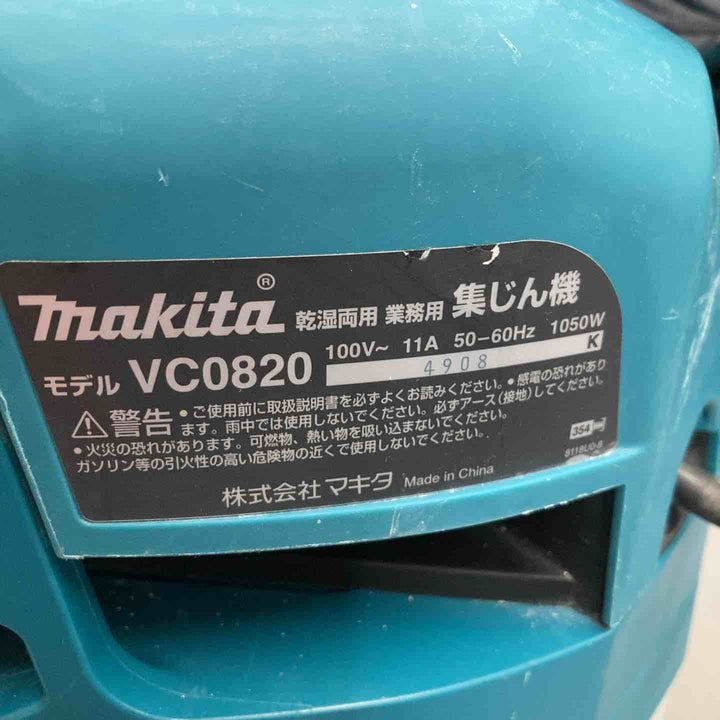 makita® 乾湿両用 業務用 集じん機
モデル VC0820 100V～ 11A 50－60Hz 1050W
4908 K
⚠警告 • ご使用前に取扱説明書を必ずよくお読みください。• 感電の恐れがあり
ます。雨中では使用しないでください。必ずアース(接地)してください。
• 火災の恐れがあります。可燃物、熱い物を吸い込まないでください。
ガソリン等の引火性の高い危険物の近くで使用しないでください。
354
8118U0-8
株式会社 マキタ Made in China